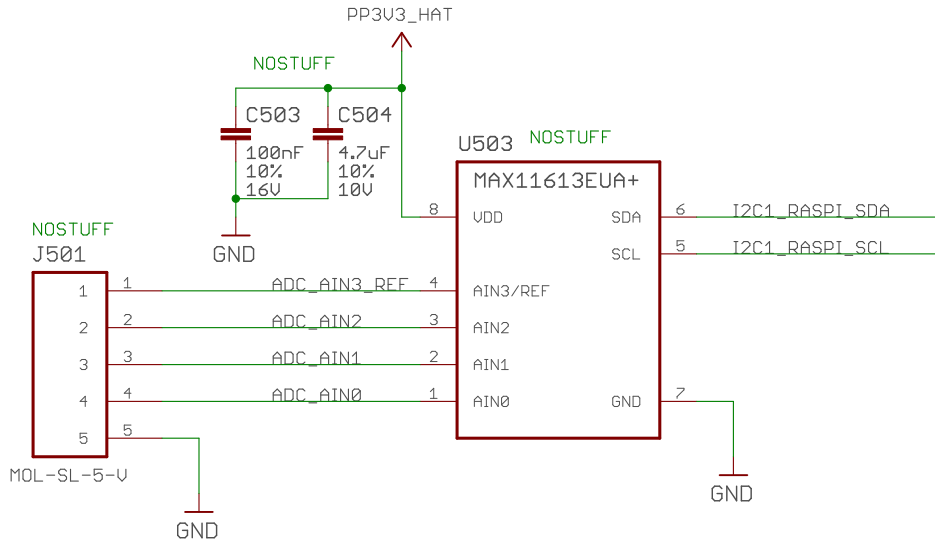 PP3V3_HAT
NOSTUFF
C503
100nF
10%
16V
C504
4.7uF
10%
10V
GND
U503
NOSTUFF
MAX11613EUA+
8 VDD
SDA 6 I2C1_RASPI_SDA
SCL 5 I2C1_RASPI_SCL
NOSTUFF
J501
1 1 ADC_AIN3_REF 4 AIN3/REF
2 2 ADC_AIN2 3 AIN2
3 3 ADC_AIN1 2 AIN1
4 4 ADC_AIN0 1 AIN0
GND 7
5 5
MOL-SL-5-V
GND
GND